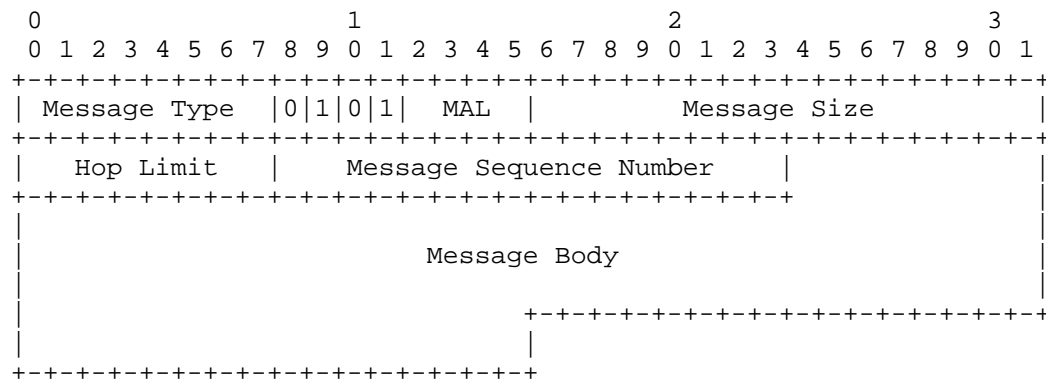 0                   1                   2                   3
 0 1 2 3 4 5 6 7 8 9 0 1 2 3 4 5 6 7 8 9 0 1 2 3 4 5 6 7 8 9 0 1
+-+-+-+-+-+-+-+-+-+-+-+-+-+-+-+-+-+-+-+-+-+-+-+-+-+-+-+-+-+-+-+-+
| Message Type  |0|1|0|1|  MAL  |         Message Size          |
+-+-+-+-+-+-+-+-+-+-+-+-+-+-+-+-+-+-+-+-+-+-+-+-+-+-+-+-+-+-+-+-+
|   Hop Limit   |    Message Sequence Number    |               |
+-+-+-+-+-+-+-+-+-+-+-+-+-+-+-+-+-+-+-+-+-+-+-+-+               |
|                                                               |
|                         Message Body                          |
|                                                               |
|                               +-+-+-+-+-+-+-+-+-+-+-+-+-+-+-+-+
|                               |
+-+-+-+-+-+-+-+-+-+-+-+-+-+-+-+-+